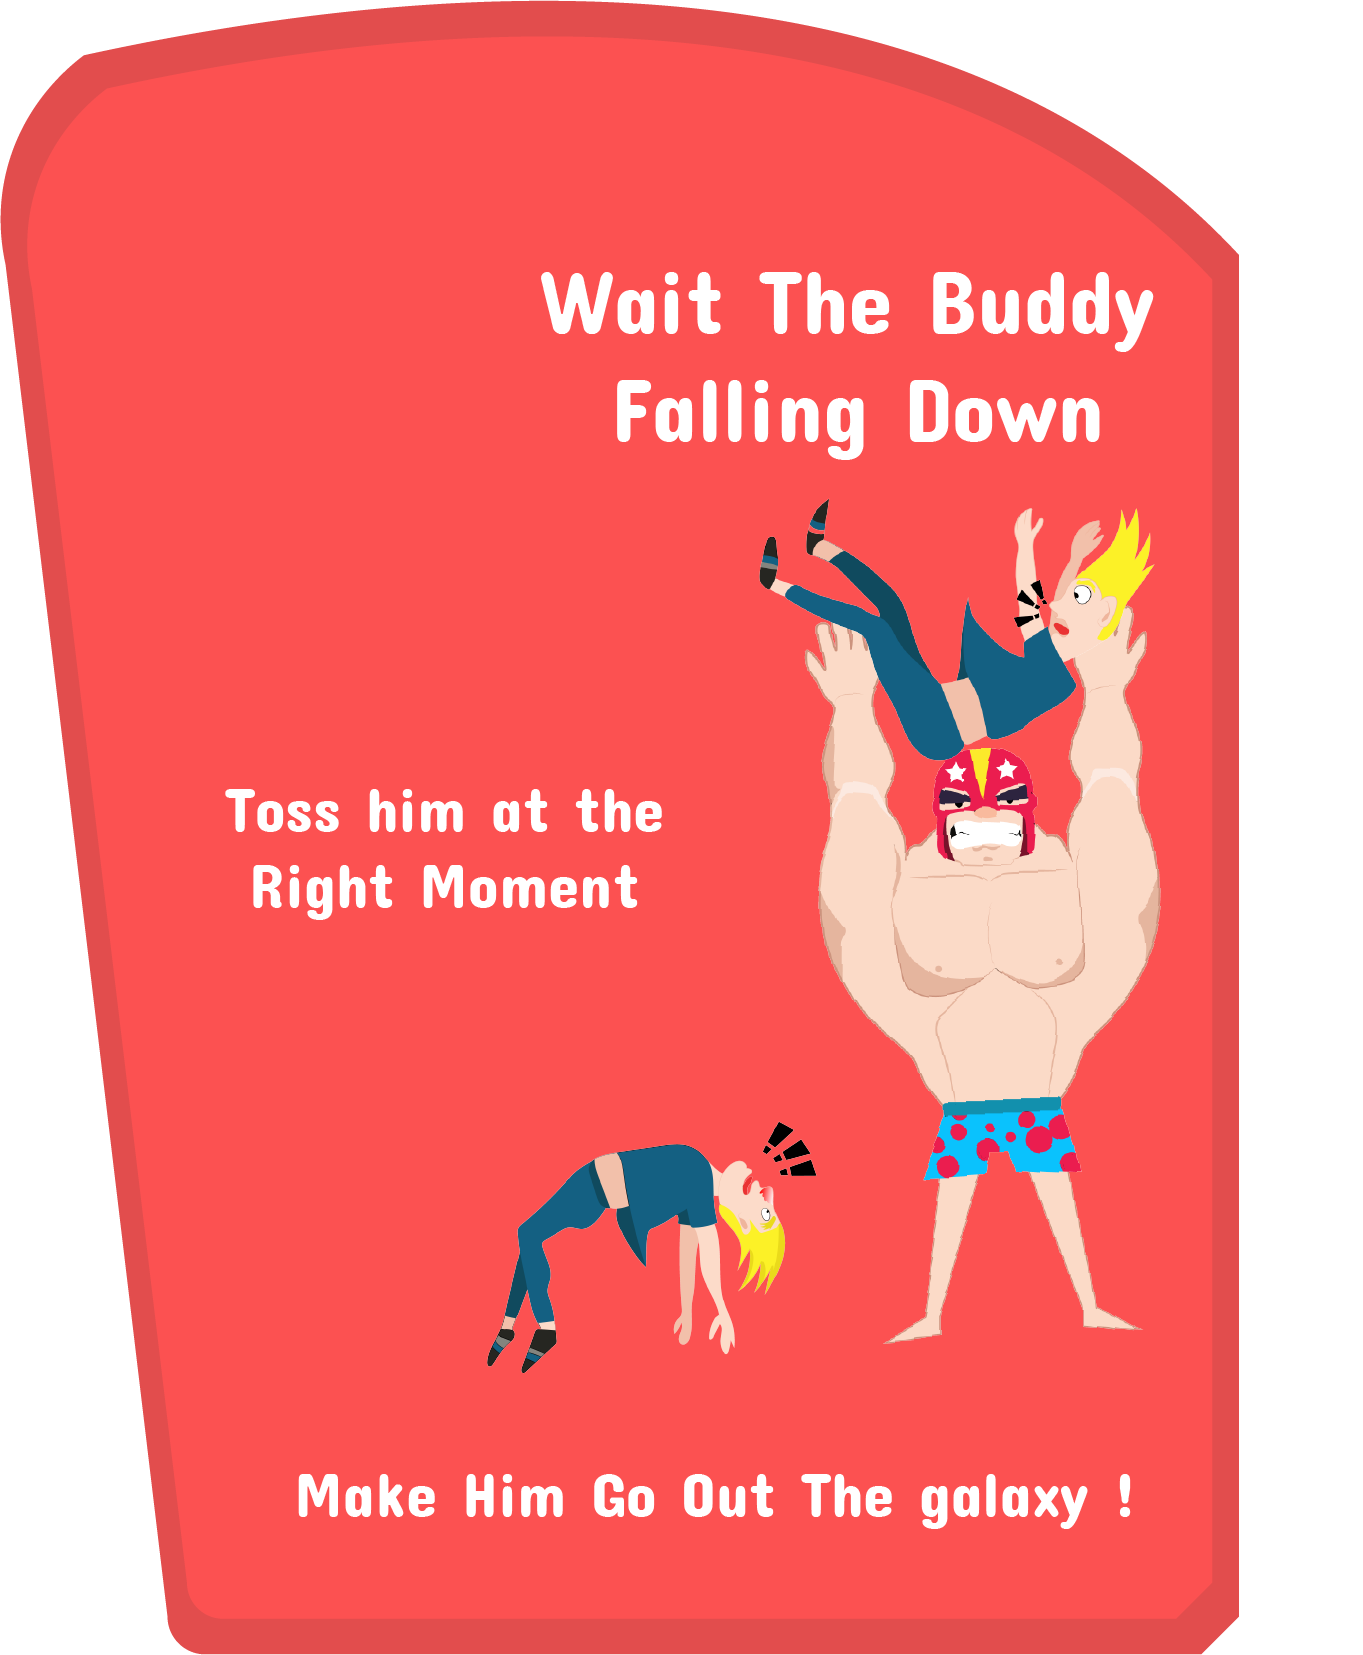 Wait The Buddy
Falling Down
Toss him at the
Right Moment
Make Him Go Out The galaxy !